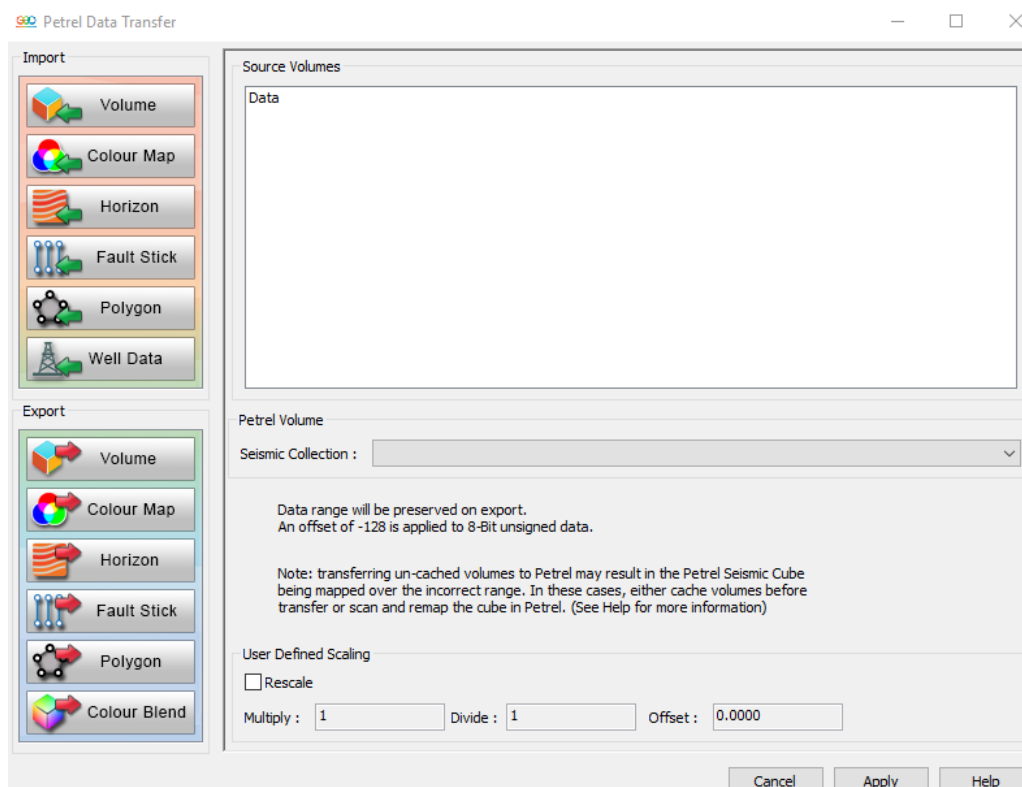 Petrel Data Transfer
Import
Volume
Colour Map
Horizon
Fault Stick
Polygon
Well Data
Export
Volume
Colour Map
Horizon
Fault Stick
Polygon
Colour Blend
Source Volumes
Data
Petrel Volume
Seismic Collection :
Data range will be preserved on export.
An offset of -128 is applied to 8-Bit unsigned data.
Note: transferring un-cached volumes to Petrel may result in the Petrel Seismic Cube
being mapped over the incorrect range. In these cases, either cache volumes before
transfer or scan and remap the cube in Petrel. (See Help for more information)
User Defined Scaling
Rescale
Multiply : 1 Divide : 1 Offset : 0.0000
Cancel Apply Help